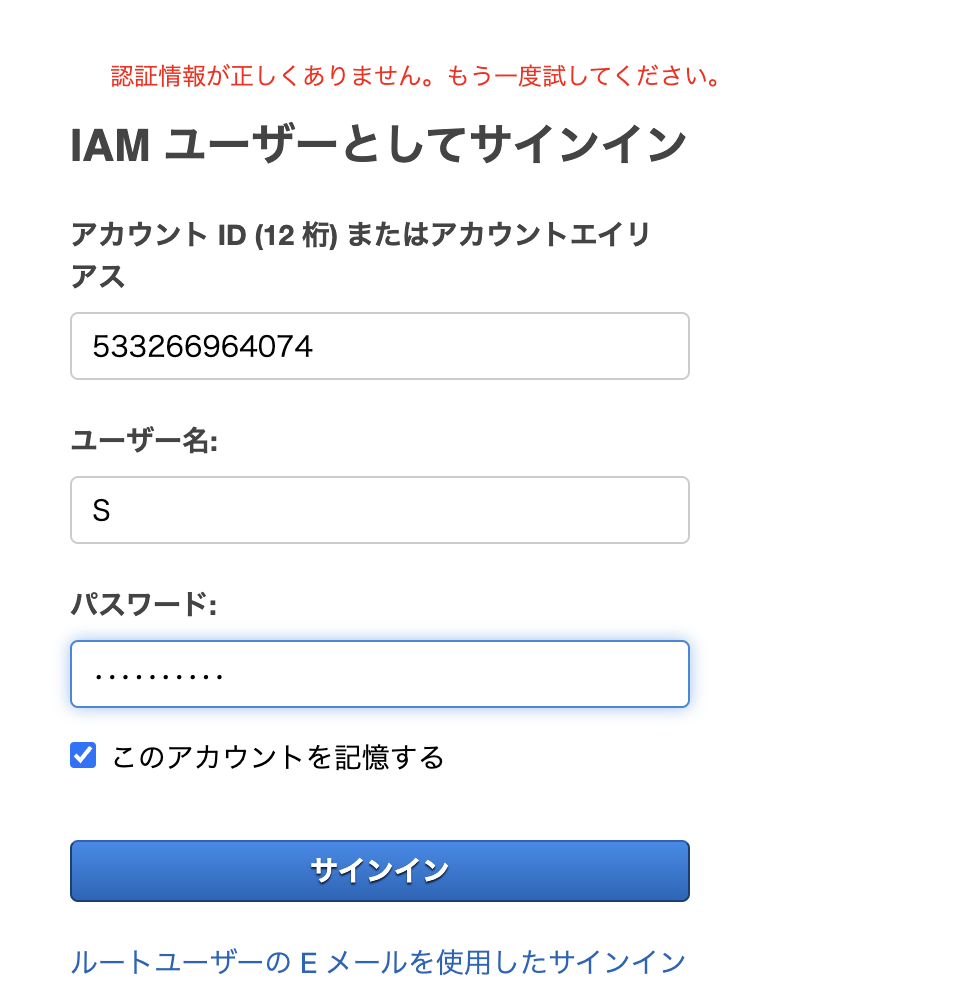 認証情報が正しくありません。もう一度試してください。
IAM ユーザーとしてサインイン
アカウント ID (12 桁) またはアカウントエイリ
アス
533266964074
ユーザー名:
S
パスワード:
··········
このアカウントを記憶する
サインイン
ルートユーザーの E メールを使用したサインイン